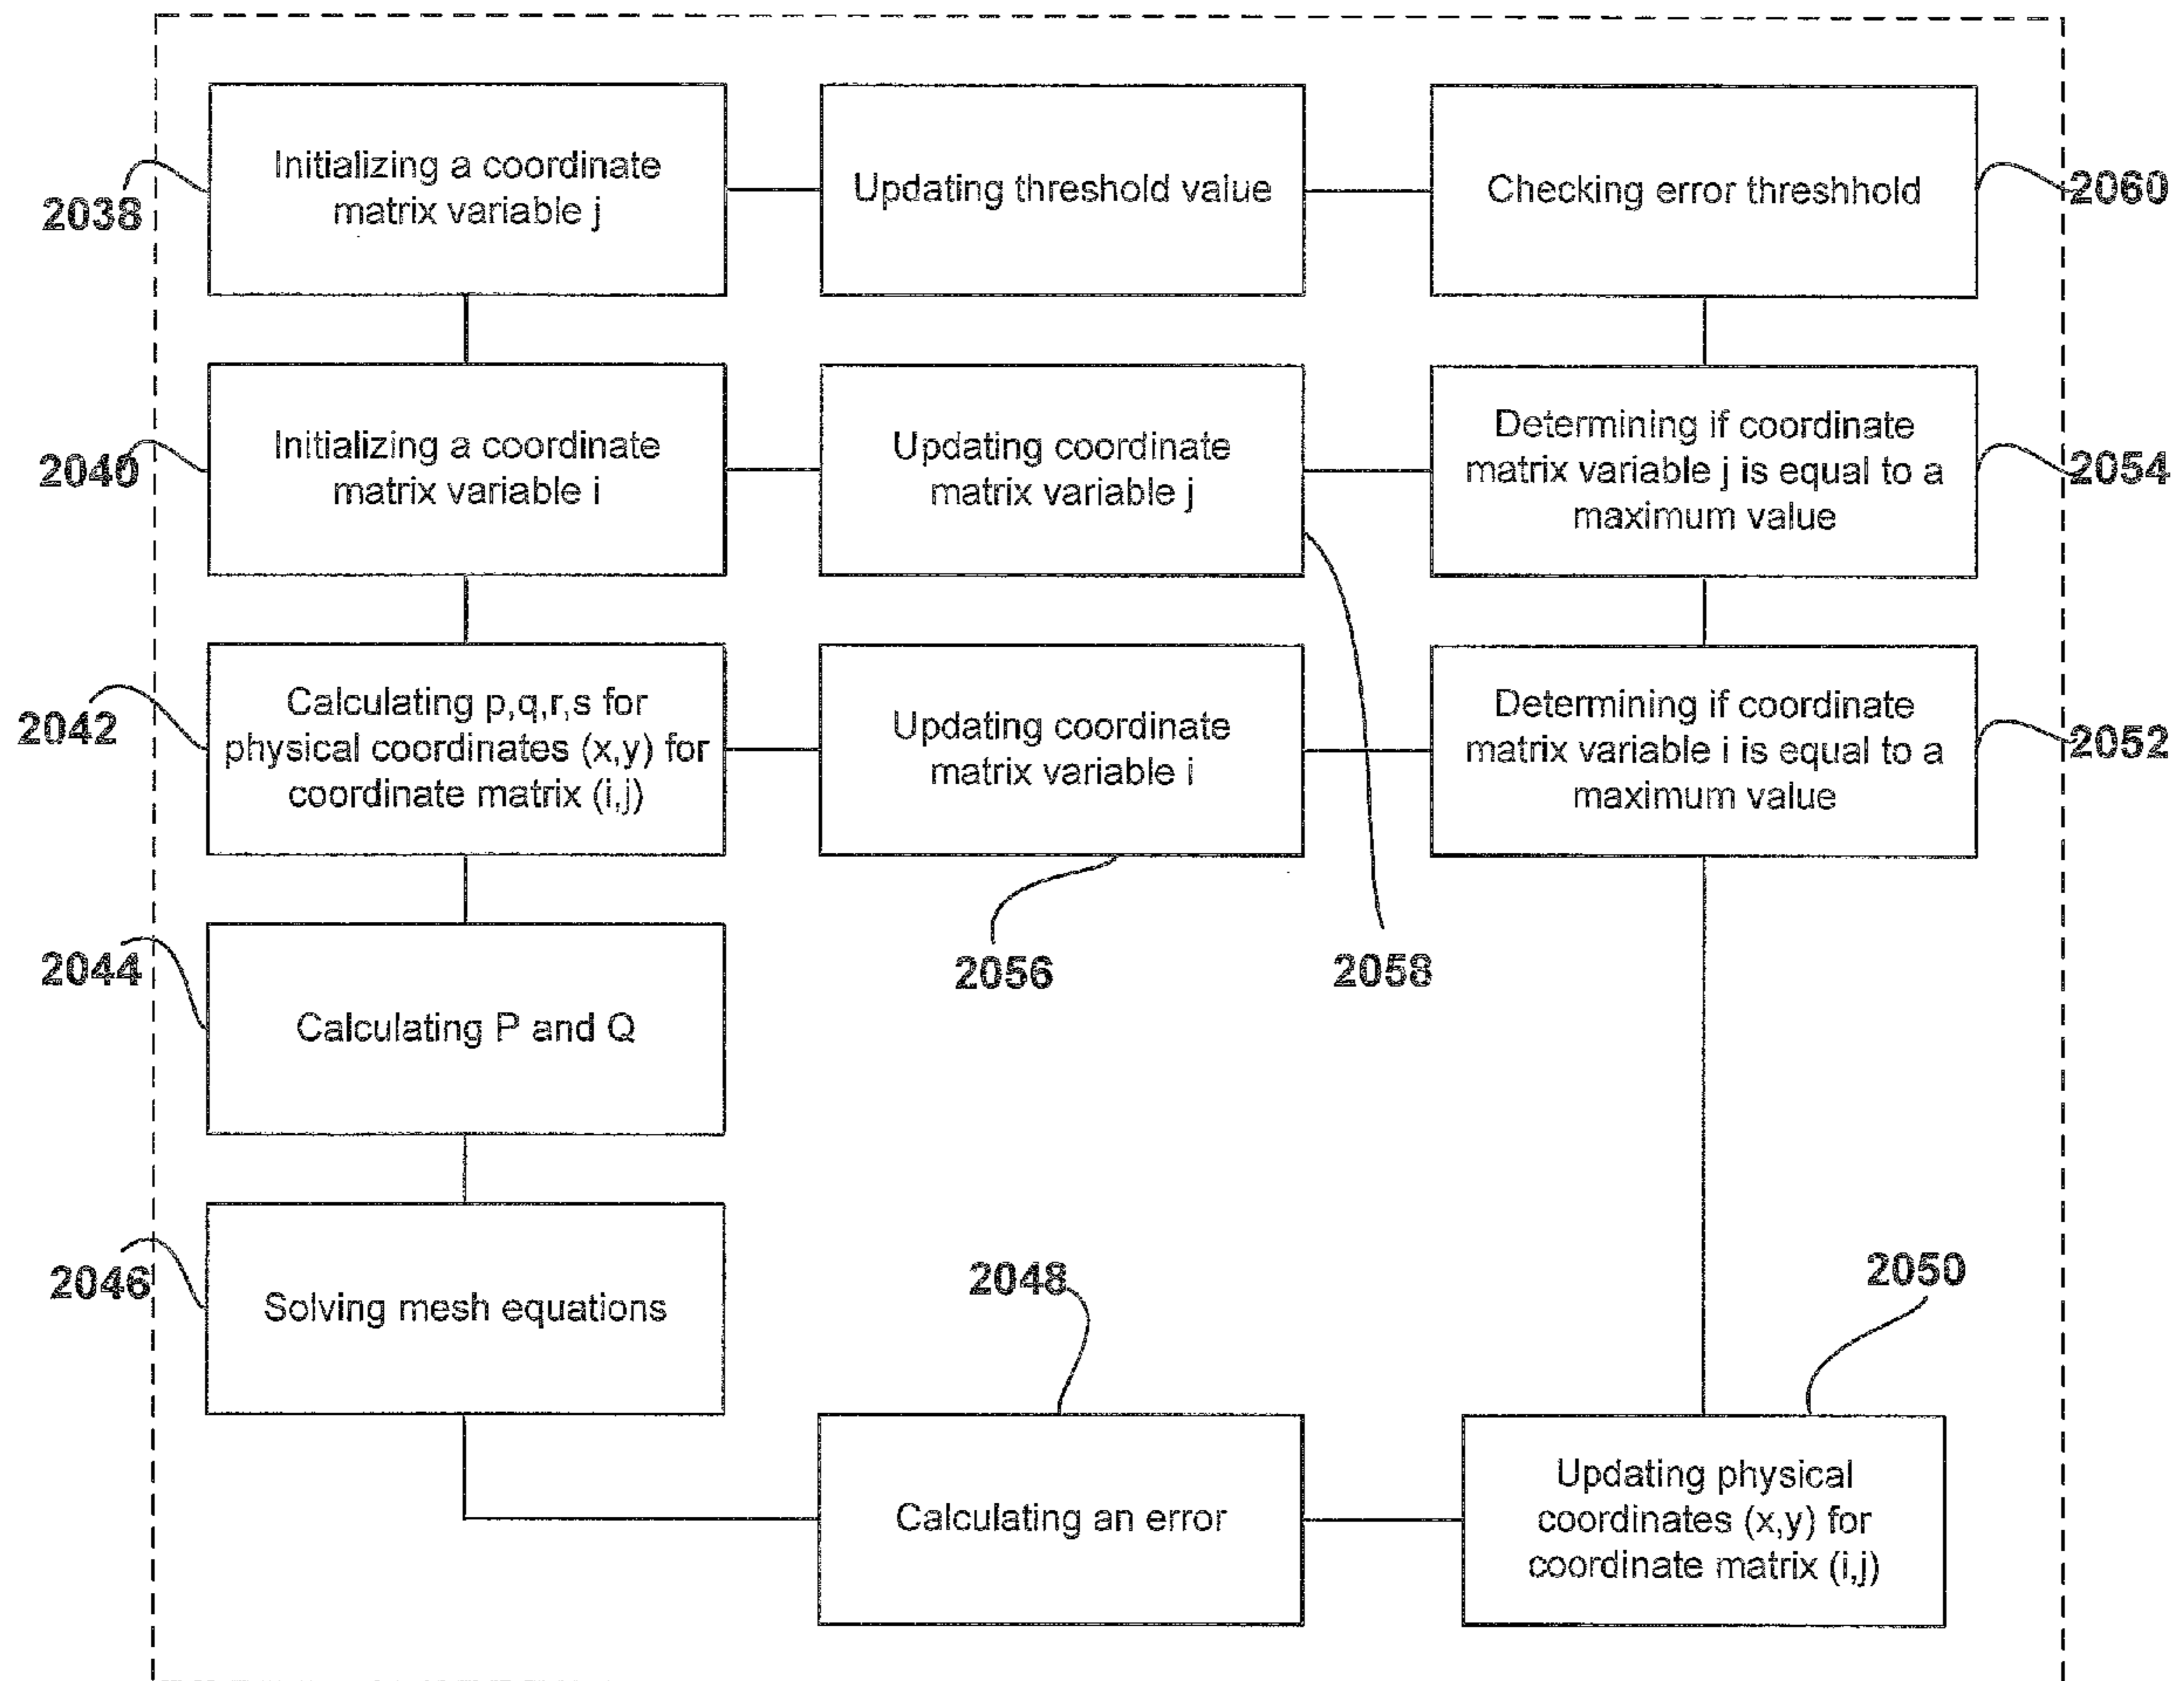 Initializing a coordinate
matrix variable j
2038
Updating threshold value
Checking error threshhold
2060
Initializing a coordinate
matrix variable i
2040
Updating coordinate
matrix variable j
Determining if coordinate
matrix variable j is equal to a
maximum value
2054
Calculating p,q,r,s for
physical coordinates (x,y) for
coordinate matrix (i,j)
2042
Updating coordinate
matrix variable i
Determining if coordinate
matrix variable i is equal to a
maximum value
2052
2044
Calculating P and Q
2056
2058
2046
Solving mesh equations
2048
2050
Calculating an error
Updating physical
coordinates (x,y) for
coordinate matrix (i,j)